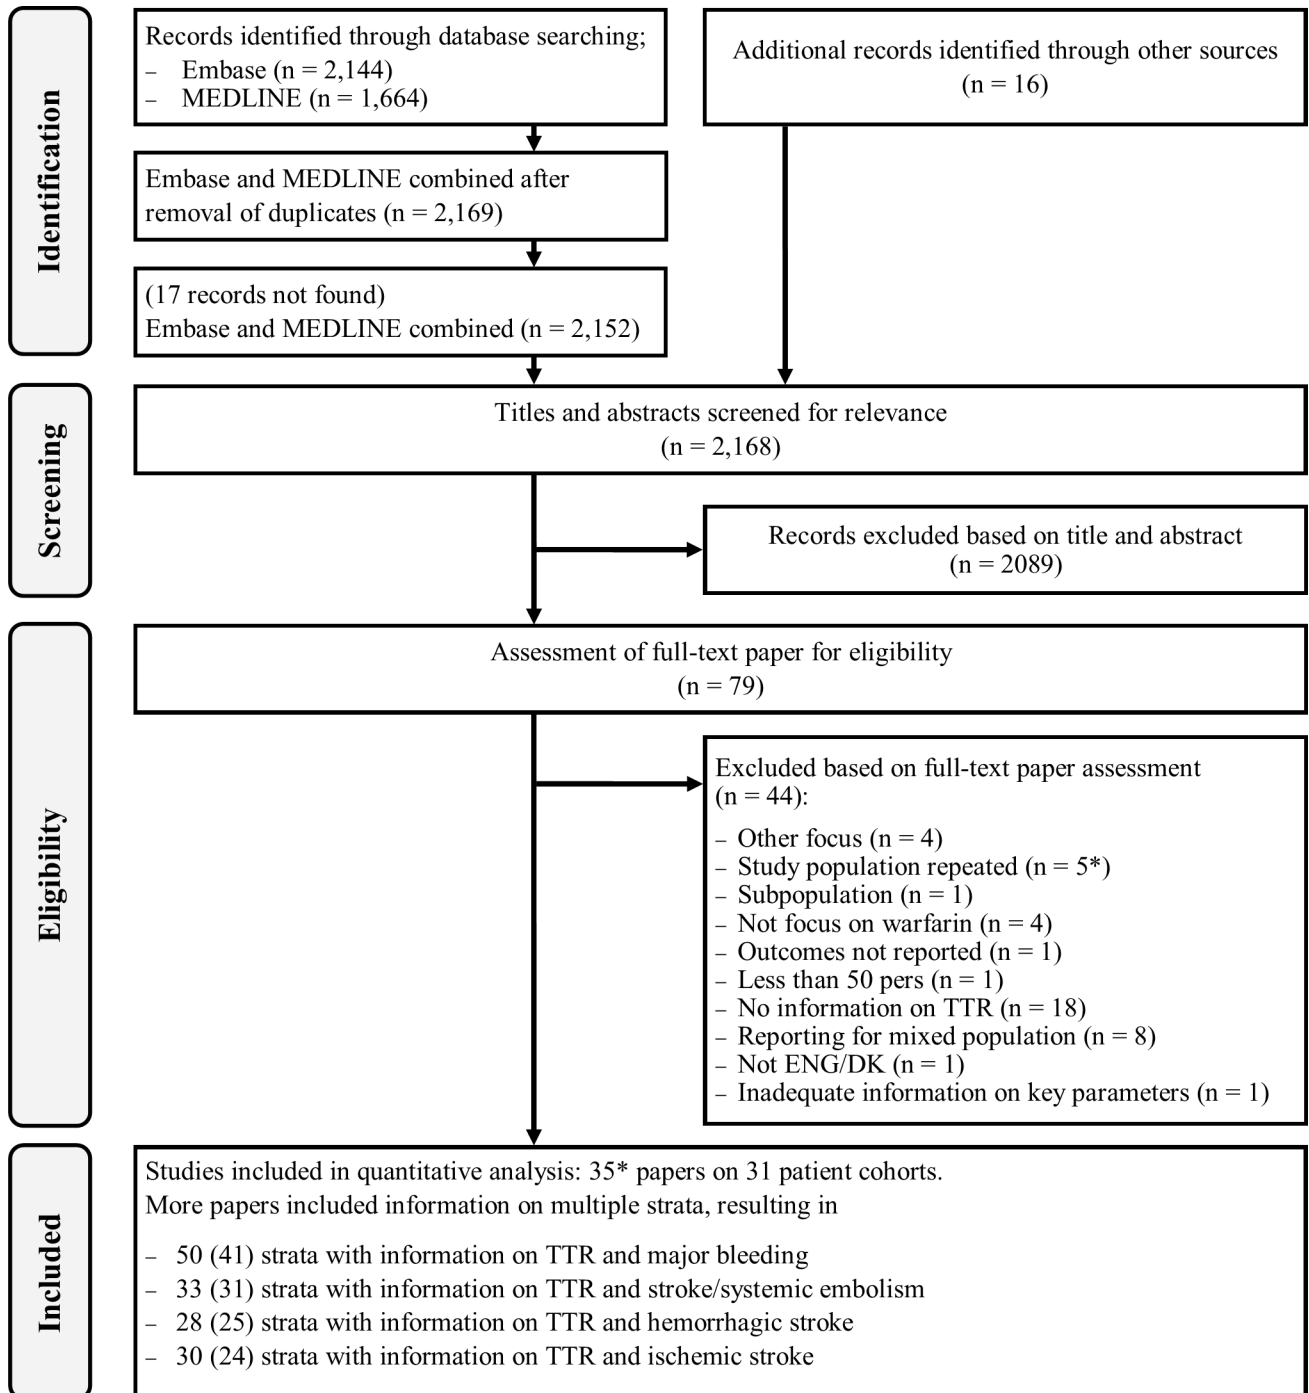 Identification
Records identified through database searching;
– Embase (n = 2,144)
– MEDLINE (n = 1,664)
Additional records identified through other sources
(n = 16)
Embase and MEDLINE combined after
removal of duplicates (n = 2,169)
(17 records not found)
Embase and MEDLINE combined (n = 2,152)
Screening
Titles and abstracts screened for relevance
(n = 2,168)
Records excluded based on title and abstract
(n = 2089)
Eligibility
Assessment of full-text paper for eligibility
(n = 79)
Excluded based on full-text paper assessment
(n = 44):
– Other focus (n = 4)
– Study population repeated (n = 5*)
– Subpopulation (n = 1)
– Not focus on warfarin (n = 4)
– Outcomes not reported (n = 1)
– Less than 50 pers (n = 1)
– No information on TTR (n = 18)
– Reporting for mixed population (n = 8)
– Not ENG/DK (n = 1)
– Inadequate information on key parameters (n = 1)
Included
Studies included in quantitative analysis: 35* papers on 31 patient cohorts.
More papers included information on multiple strata, resulting in
– 50 (41) strata with information on TTR and major bleeding
– 33 (31) strata with information on TTR and stroke/systemic embolism
– 28 (25) strata with information on TTR and hemorrhagic stroke
– 30 (24) strata with information on TTR and ischemic stroke